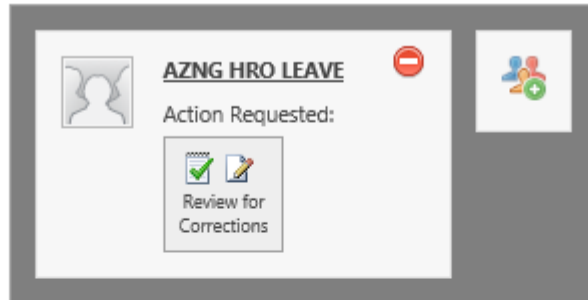 AZNG HRO LEAVE
Action Requested:
Review for
Corrections